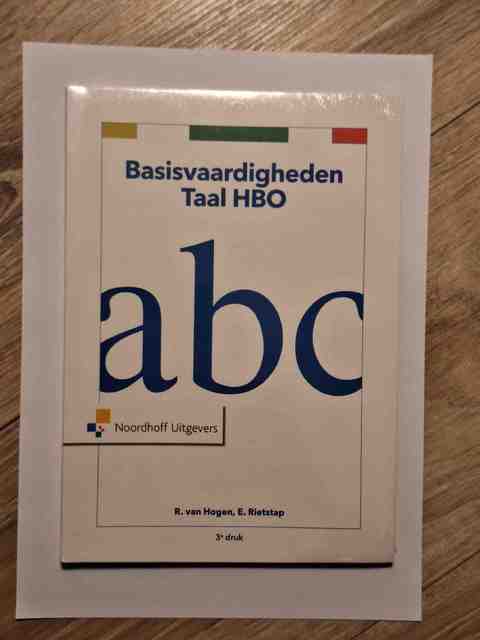 Basisvaardigheden
Taal HBO
abc
Noordhoff Uitgevers
R. van Hogen, E. Rietstap
3e druk